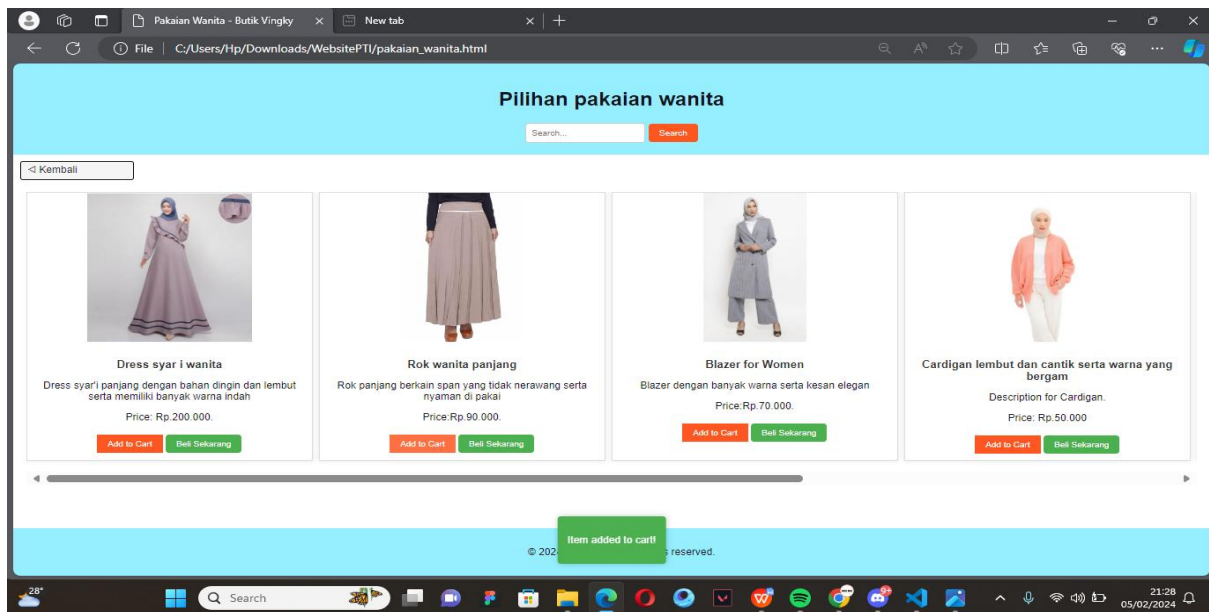 Pakaian Wanita - Butik Vingky
New tab
File
C:/Users/Hp/Downloads/WebsitePTI/pakaian_wanita.html
Pilihan pakaian wanita
Search...
Search
Kembali
Dress syar i wanita
Dress syar'i panjang dengan bahan dingin dan lembut
serta memiliki banyak warna indah
Price: Rp.200.000.
Add to Cart
Beli Sekarang
Rok wanita panjang
Rok panjang berkain span yang tidak nerawang serta
nyaman di pakai
Price:Rp.90.000.
Add to Cart
Beli Sekarang
Blazer for Women
Blazer dengan banyak warna serta kesan elegan
Price:Rp.70.000.
Add to Cart
Beli Sekarang
Cardigan lembut dan cantik serta warna yang
bergam
Description for Cardigan.
Price: Rp.50.000
Add to Cart
Beli Sekarang
Item added to cart!
© 202 reserved.
28°
Search
21:28
05/02/2024